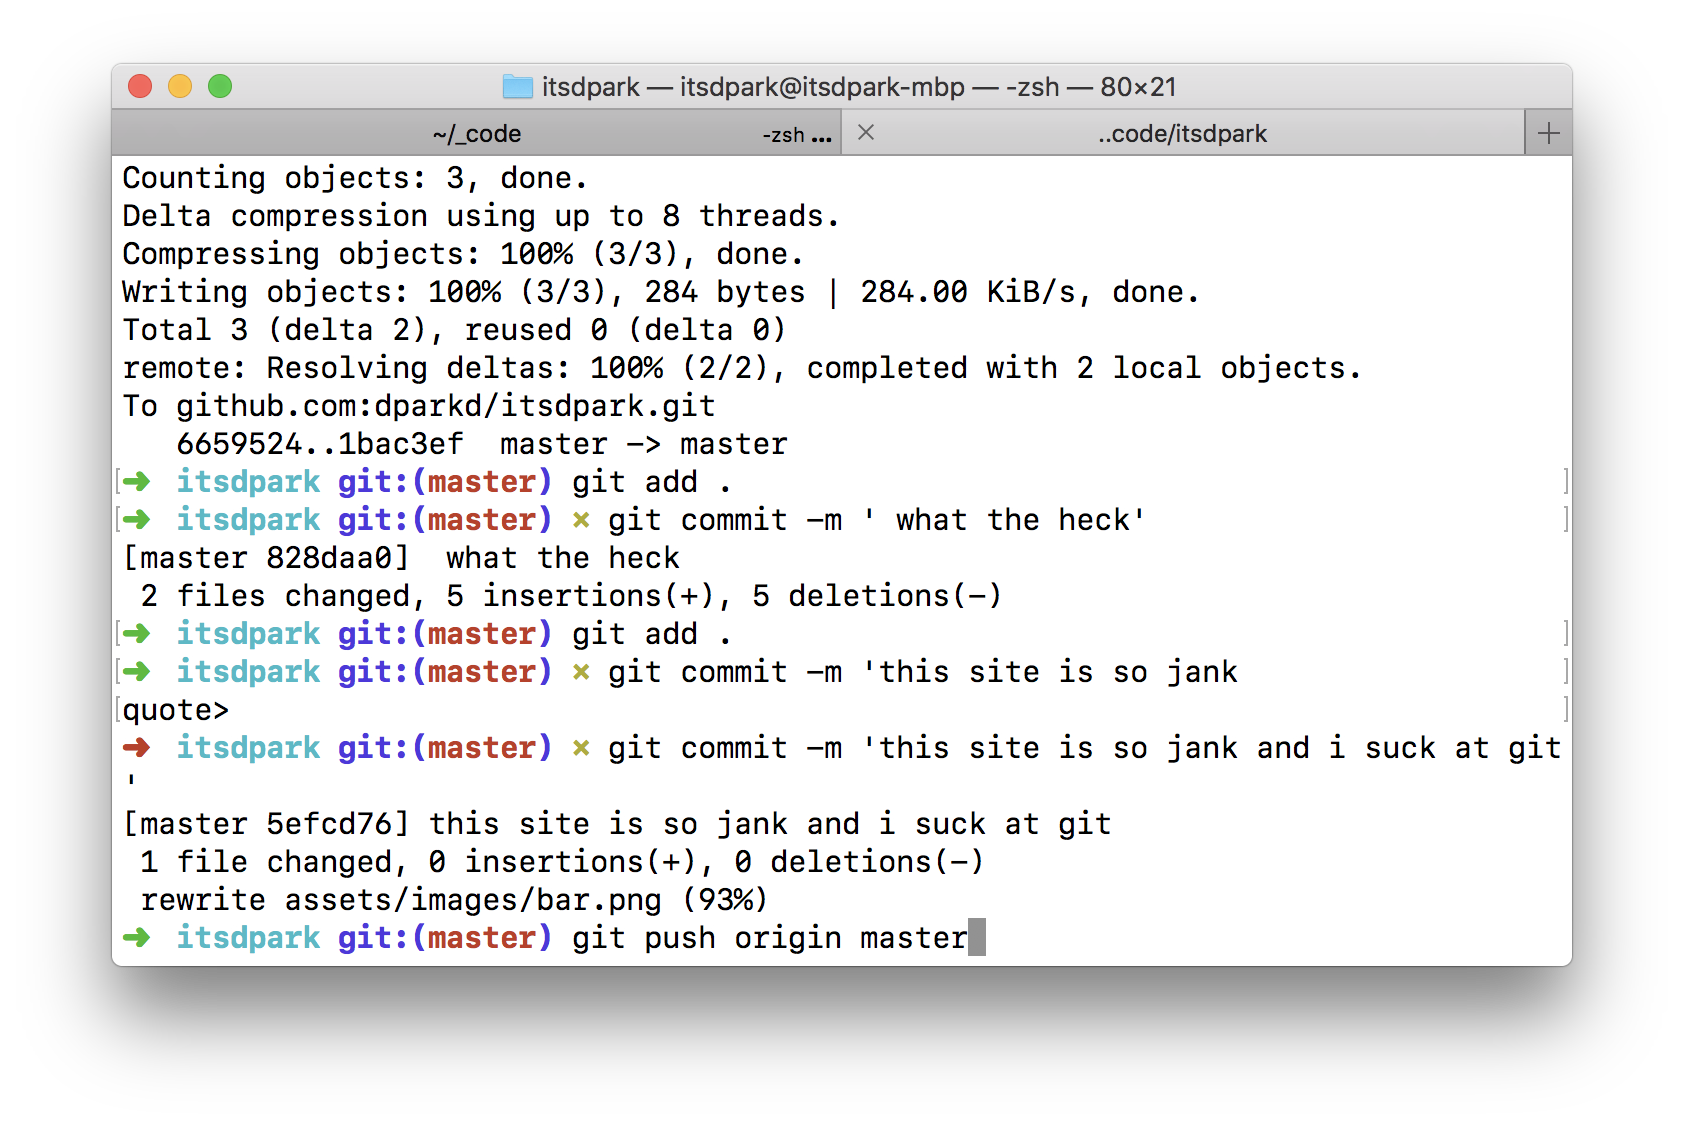 itsdpark — itsdpark@itsdpark-mbp — -zsh — 80×21
~/_code -zsh ... ..code/itsdpark
Counting objects: 3, done.
Delta compression using up to 8 threads.
Compressing objects: 100% (3/3), done.
Writing objects: 100% (3/3), 284 bytes | 284.00 KiB/s, done.
Total 3 (delta 2), reused 0 (delta 0)
remote: Resolving deltas: 100% (2/2), completed with 2 local objects.
To github.com:dparkd/itsdpark.git
   6659524..1bac3ef  master -> master
➜  itsdpark git:(master) git add .
➜  itsdpark git:(master) × git commit -m ' what the heck'
[master 828daa0]  what the heck
 2 files changed, 5 insertions(+), 5 deletions(-)
➜  itsdpark git:(master) git add .
➜  itsdpark git:(master) × git commit -m 'this site is so jank
quote>
➜  itsdpark git:(master) × git commit -m 'this site is so jank and i suck at git
'
[master 5efcd76] this site is so jank and i suck at git
 1 file changed, 0 insertions(+), 0 deletions(-)
 rewrite assets/images/bar.png (93%)
➜  itsdpark git:(master) git push origin master